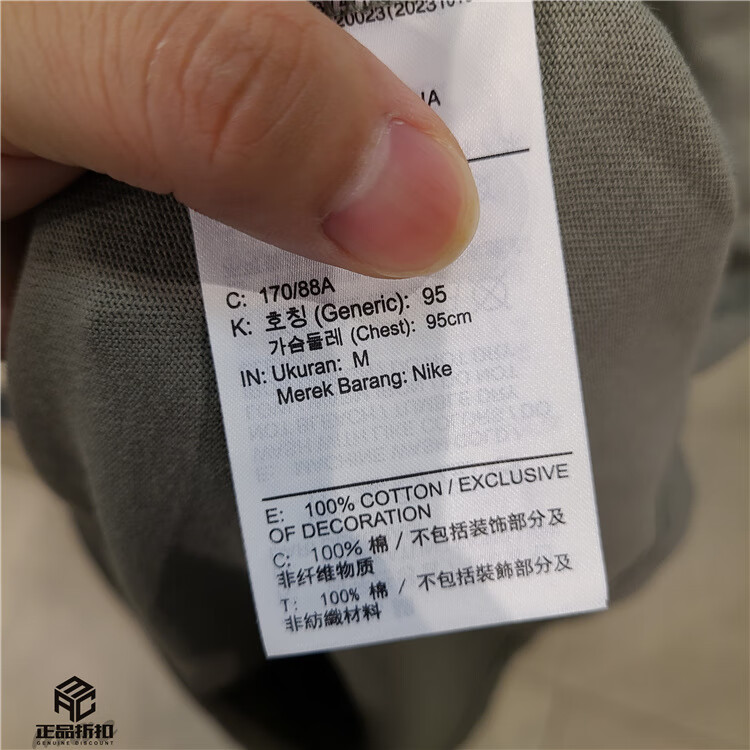 C: 170/88A
K: 호칭 (Generic): 95
가슴둘레 (Chest): 95cm
IN: Ukuran: M
Merek Barang: Nike
E: 100% COTTON / EXCLUSIVE
OF DECORATION
C: 100% 棉 / 不包括装饰部分及
非纤维物质
T: 100% 棉 / 不包括裝飾部分及
非紡織材料
正品折扣
GENUINE DISCOUNT